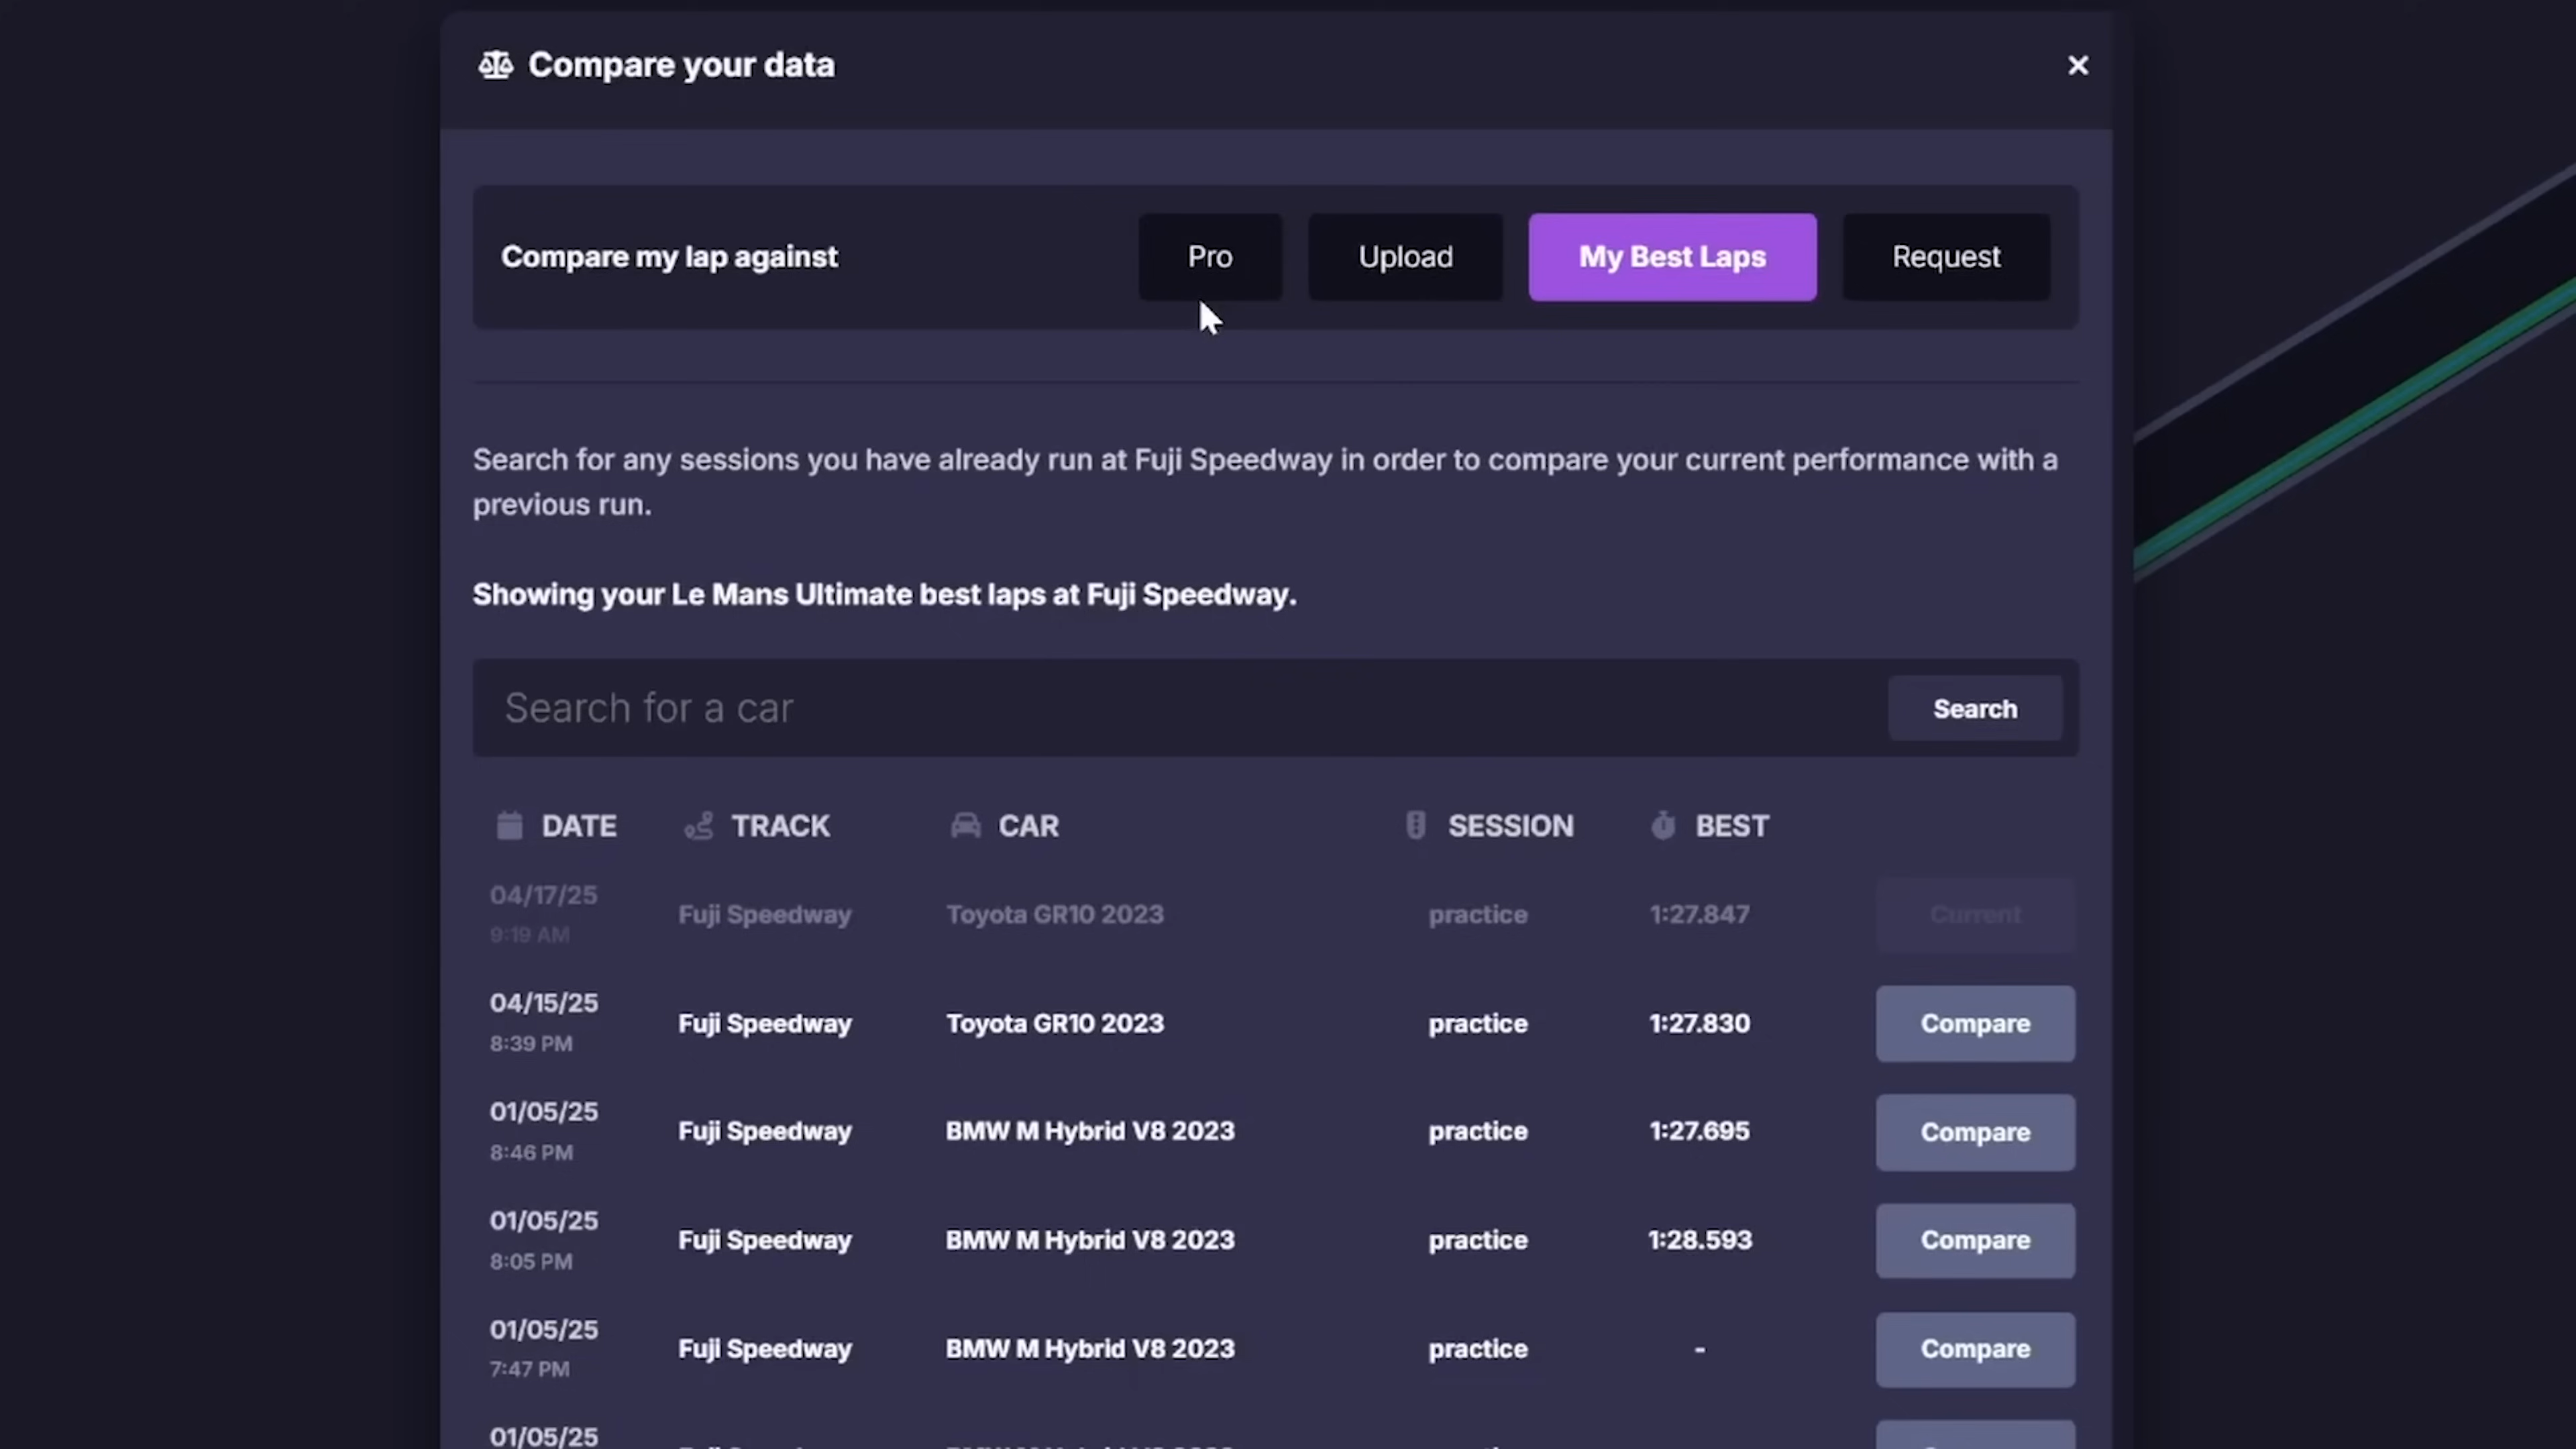 Compare your data
Compare my lap against
Pro
Upload
My Best Laps
Request
Search for any sessions you have already run at Fuji Speedway in order to compare your current performance with a
previous run.
Showing your Le Mans Ultimate best laps at Fuji Speedway.
Search for a car
Search
DATE TRACK CAR SESSION BEST
04/17/25
9:19 AM
Fuji Speedway Toyota GR10 2023 practice 1:27.847 Current
04/15/25
8:39 PM
Fuji Speedway Toyota GR10 2023 practice 1:27.830 Compare
01/05/25
8:46 PM
Fuji Speedway BMW M Hybrid V8 2023 practice 1:27.695 Compare
01/05/25
8:05 PM
Fuji Speedway BMW M Hybrid V8 2023 practice 1:28.593 Compare
01/05/25
7:47 PM
Fuji Speedway BMW M Hybrid V8 2023 practice - Compare
01/05/25